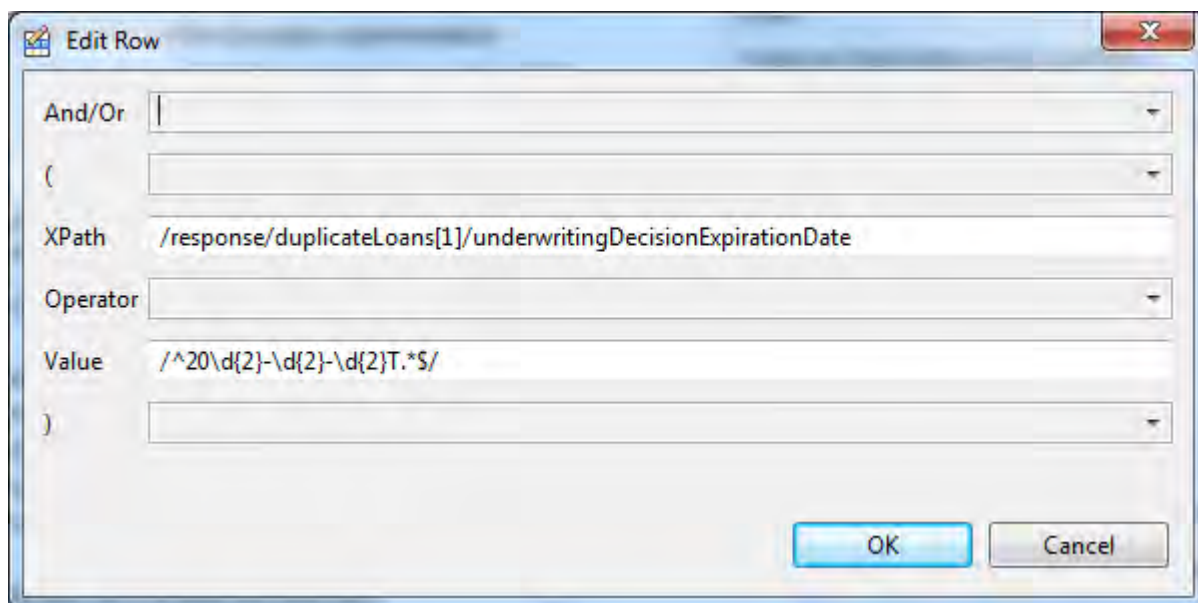 Edit Row
And/Or
(
XPath /response/duplicateLoans[1]/underwritingDecisionExpirationDate
Operator
Value /^20\d{2}-\d{2}-\d{2}T.*$/
)
OK Cancel